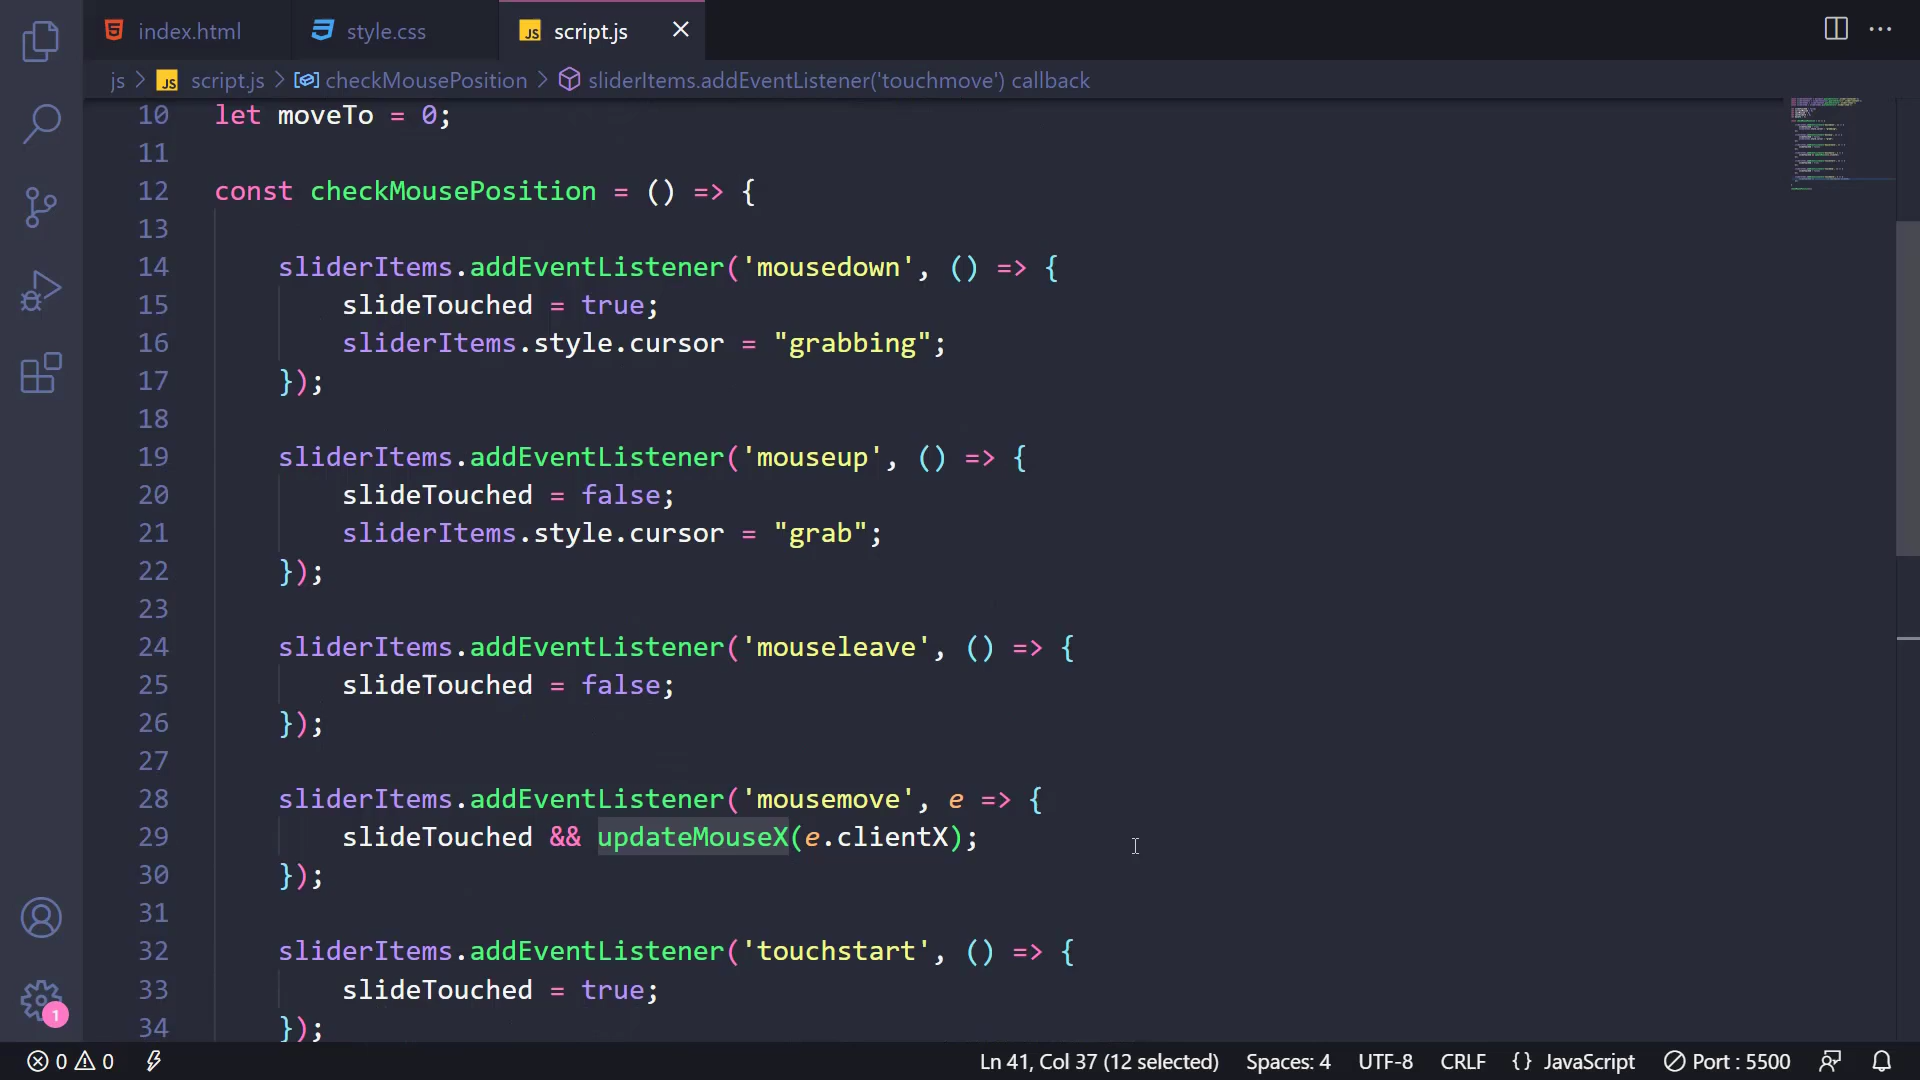 index.html style.css JS script.js
js > JS script.js > checkMousePosition > sliderItems.addEventListener('touchmove') callback
10 let moveTo = 0;
11
12 const checkMousePosition = () => {
13
14 sliderItems.addEventListener('mousedown', () => {
15 slideTouched = true;
16 sliderItems.style.cursor = "grabbing";
17 });
18
19 sliderItems.addEventListener('mouseup', () => {
20 slideTouched = false;
21 sliderItems.style.cursor = "grab";
22 });
23
24 sliderItems.addEventListener('mouseleave', () => {
25 slideTouched = false;
26 });
27
28 sliderItems.addEventListener('mousemove', e => {
29 slideTouched && updateMouseX(e.clientX);
30 });
31
32 sliderItems.addEventListener('touchstart', () => {
33 slideTouched = true;
34 });
1
0 0 Ln 41, Col 37 (12 selected) Spaces: 4 UTF-8 CRLF {} JavaScript Port : 5500